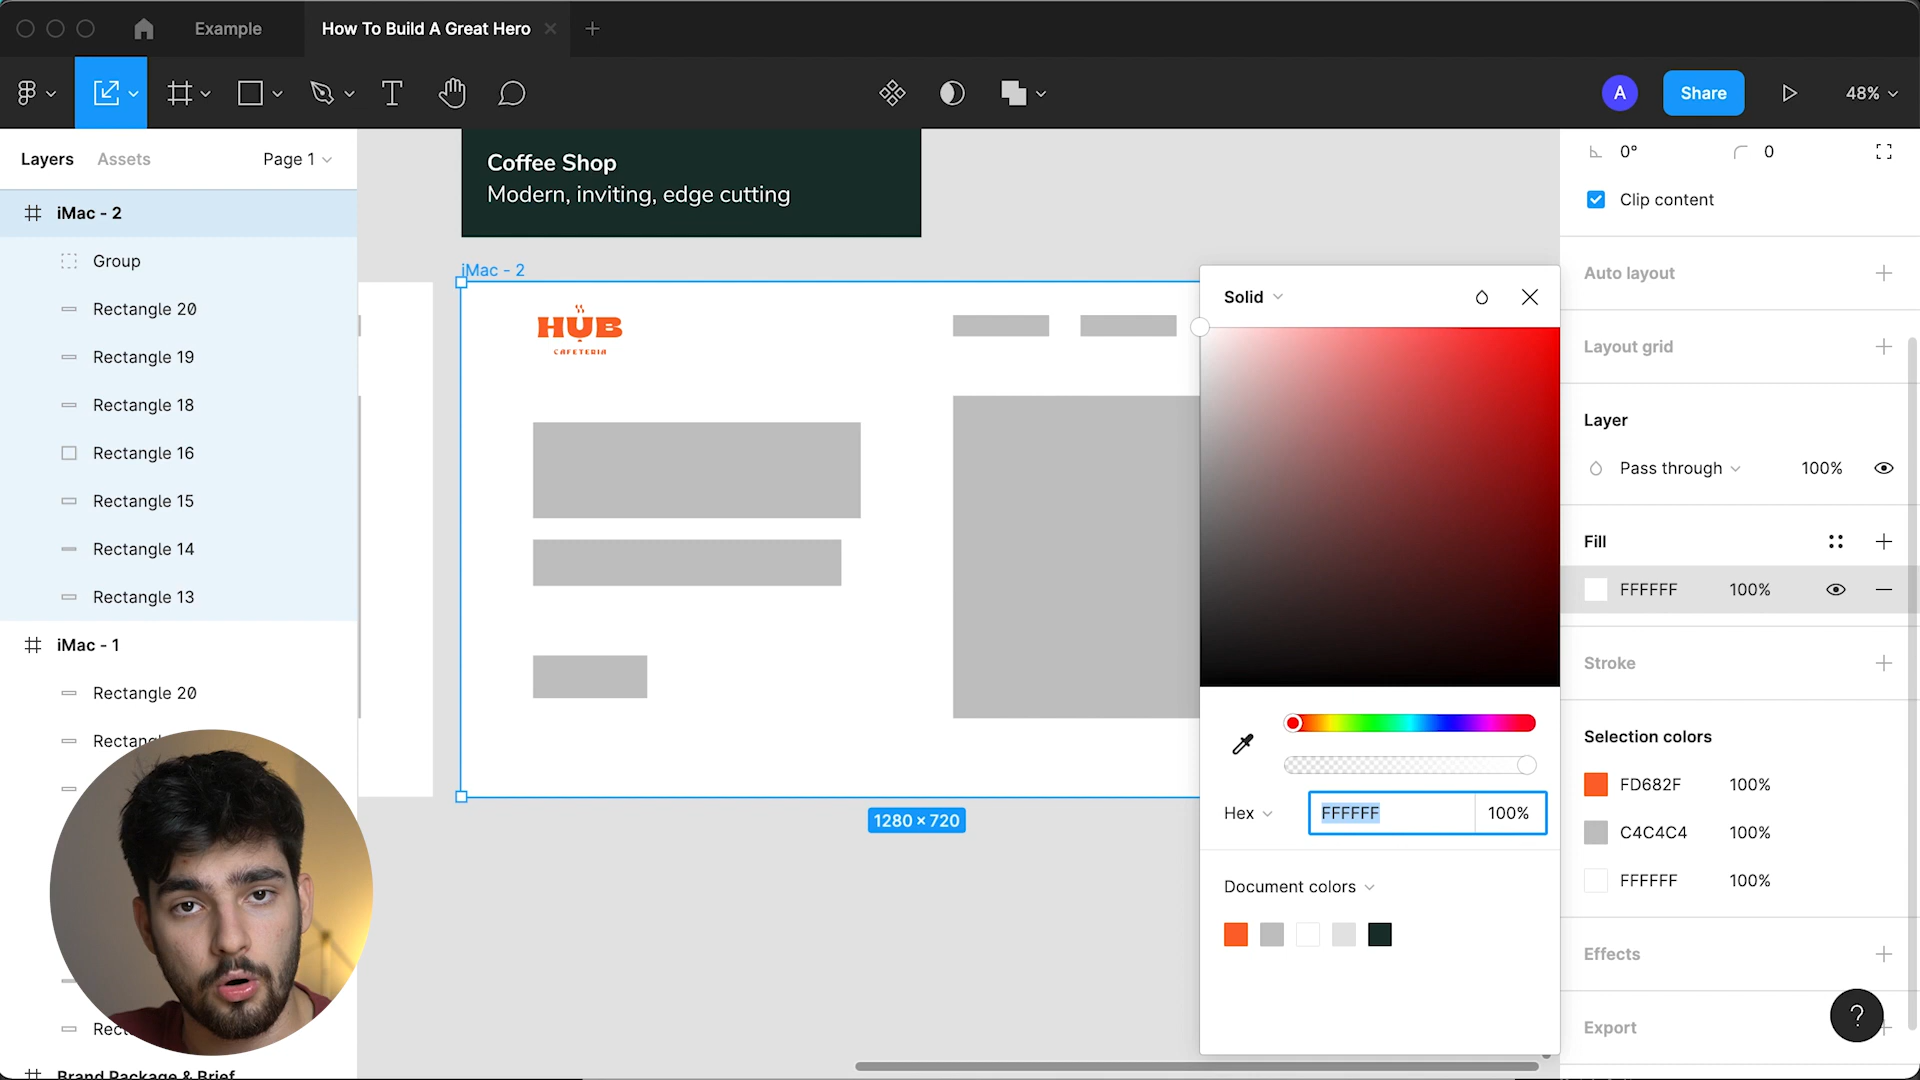 Example
How To Build A Great Hero
A
Share
48%
Layers
Assets
Page 1
iMac - 2
Group
Rectangle 20
Rectangle 19
Rectangle 18
Rectangle 16
Rectangle 15
Rectangle 14
Rectangle 13
iMac - 1
Rectangle 20
Brand Package & Brief
Coffee Shop
Modern, inviting, edge cutting
iMac - 2
HUB
CAFETERIA
1280 × 720
Solid
Hex
FFFFFF
100%
Document colors
0°
0
Clip content
Auto layout
Layout grid
Layer
Pass through
100%
Fill
FFFFFF
100%
Stroke
Selection colors
FD682F
100%
C4C4C4
100%
FFFFFF
100%
Effects
Export
?